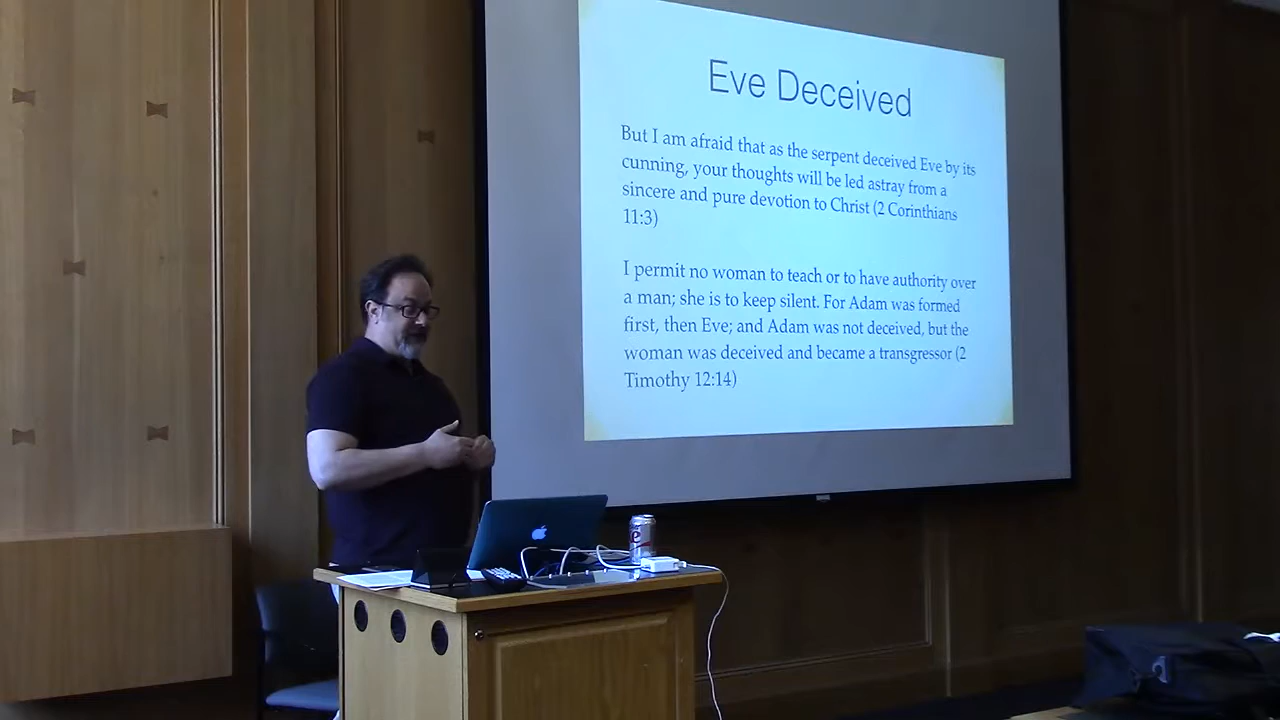 Eve Deceived
But I am afraid that as the serpent deceived Eve by its
cunning, your thoughts will be led astray from a
sincere and pure devotion to Christ (2 Corinthians
11:3)
I permit no woman to teach or to have authority over
a man; she is to keep silent. For Adam was formed
first, then Eve; and Adam was not deceived, but the
woman was deceived and became a transgressor (2
Timothy 12:14)